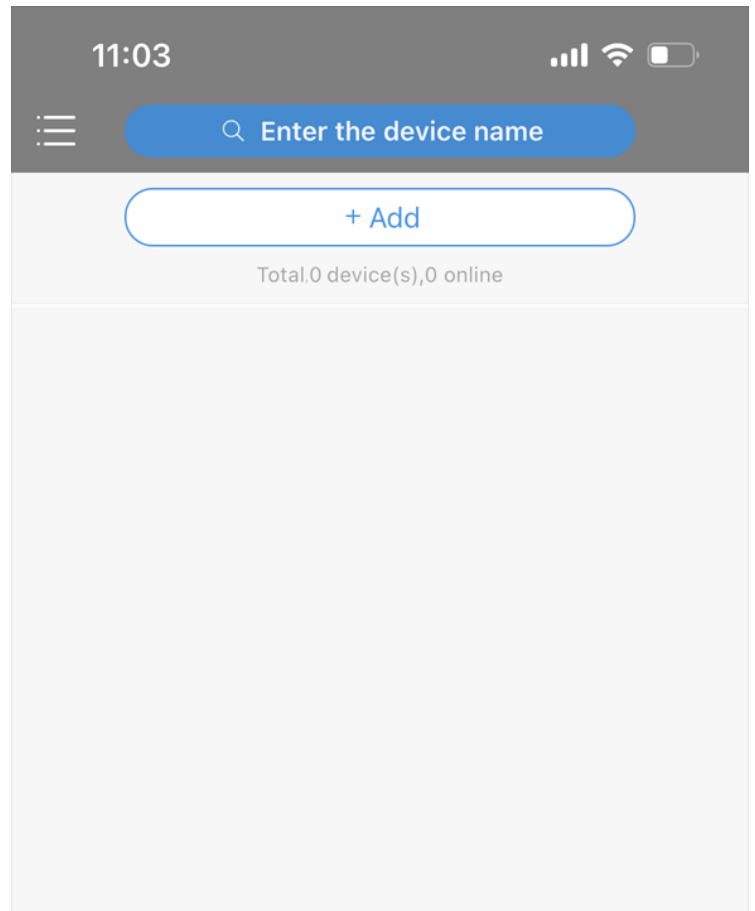 11:03
Enter the device name
+ Add
Total.0 device(s),0 online